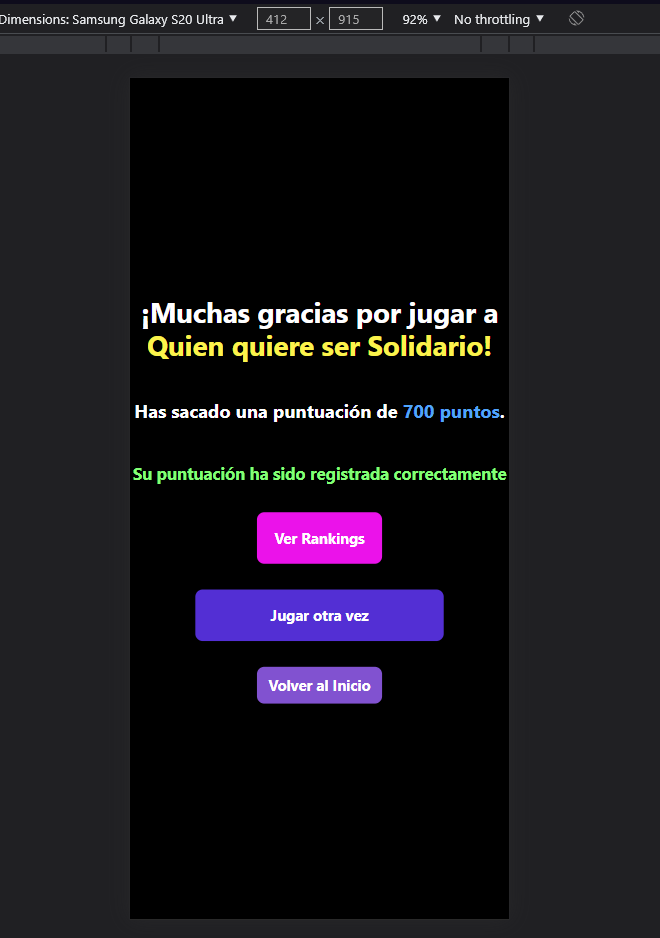 Dimensions: Samsung Galaxy S20 Ultra ▼ 412 × 915 92% ▼ No throttling ▼
¡Muchas gracias por jugar a
Quien quiere ser Solidario!
Has sacado una puntuación de 700 puntos.
Su puntuación ha sido registrada correctamente
Ver Rankings
Jugar otra vez
Volver al Inicio